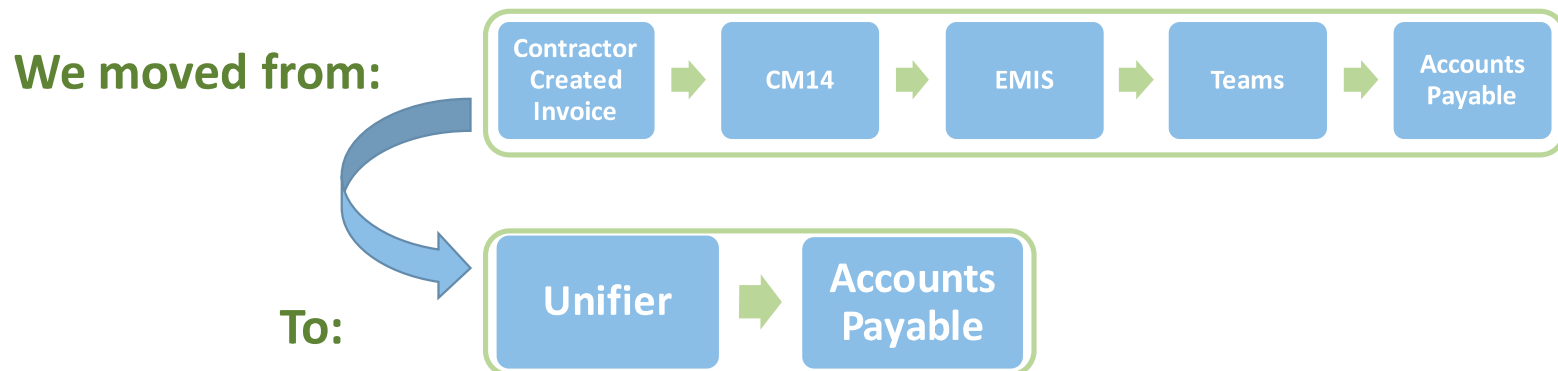 We moved from:
Contractor
Created
Invoice
CM14
EMIS
Teams
Accounts
Payable
To:
Unifier
Accounts
Payable